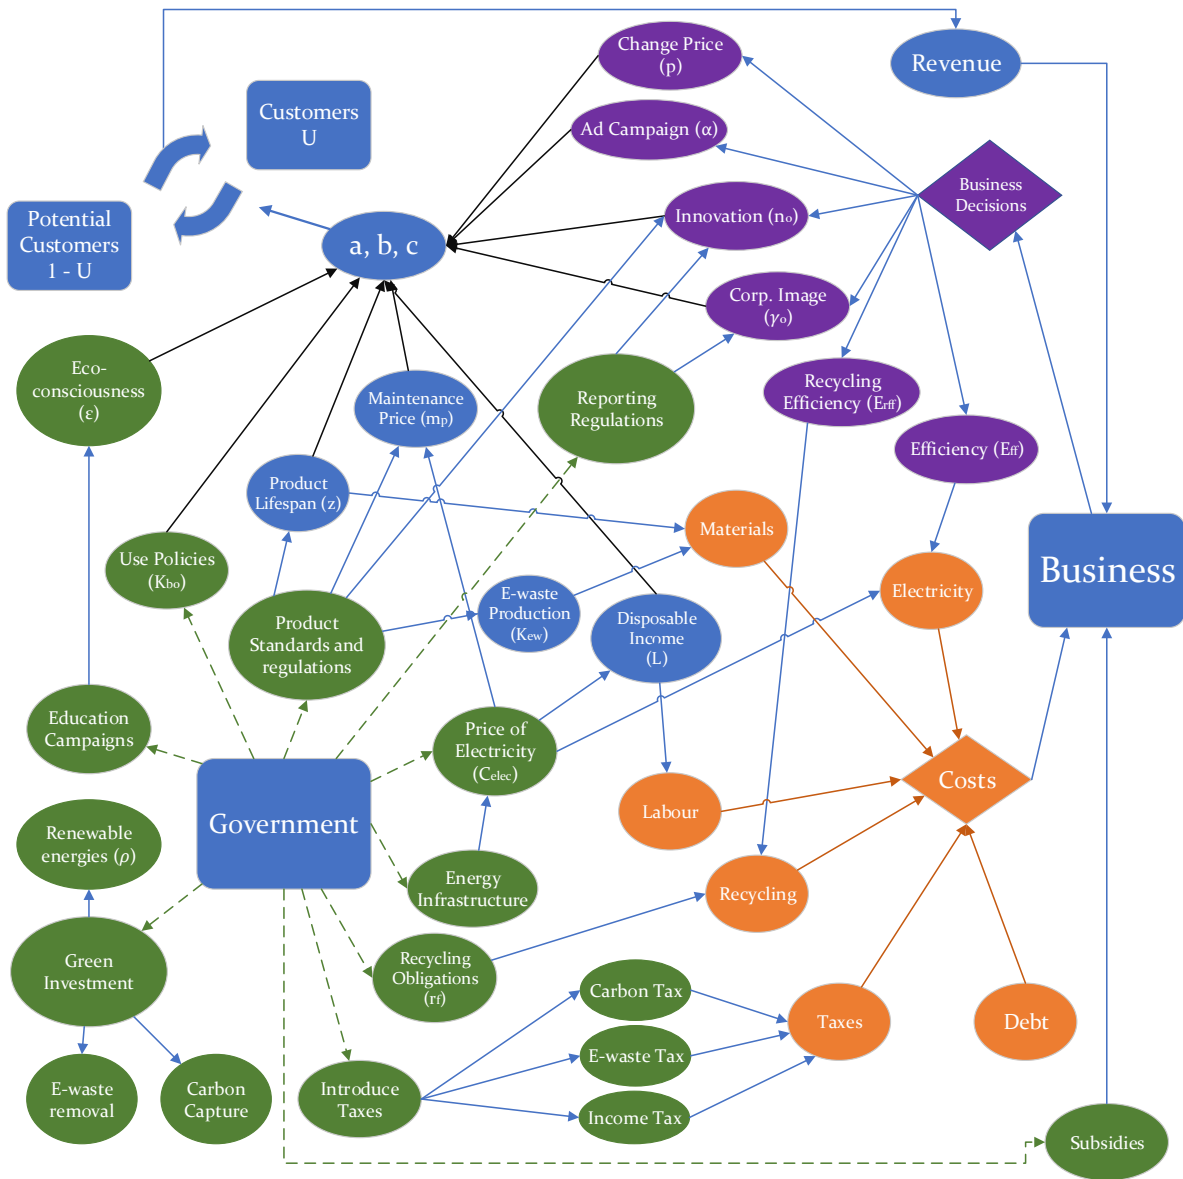 Change Price
(p)
Revenue
Customers
U
Ad Campaign (α)
Business
Decisions
Potential
Customers
1 - U
a, b, c
Innovation (no)
Corp. Image
(γo)
Eco-
consciousness
(ε)
Maintenance
Price (mp)
Reporting
Regulations
Recycling
Efficiency (Erff)
Efficiency (Eff)
Product
Lifespan (z)
Materials
Business
Use Policies
(Kbo)
E-waste
Production
(Kew)
Electricity
Product
Standards and
regulations
Disposable
Income
(L)
Education
Campaigns
Price of
Electricity
(Celec)
Costs
Labour
Government
Renewable
energies (ρ)
Energy
Infrastructure
Recycling
Green
Investment
Recycling
Obligations
(rf)
Carbon Tax
Taxes
Debt
E-waste Tax
E-waste
removal
Carbon
Capture
Introduce
Taxes
Income Tax
Subsidies